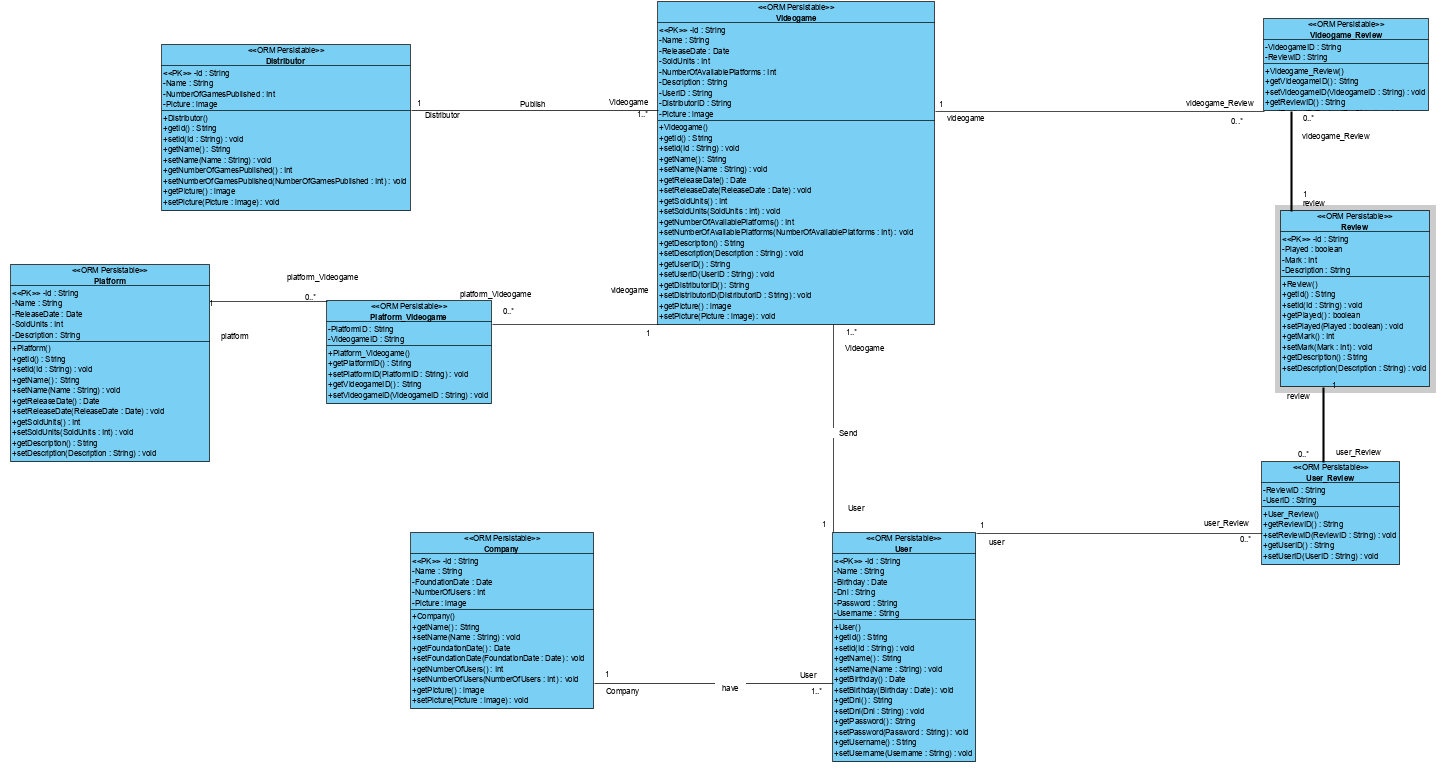 <<ORM Persistable>>
Distributor
<<PK>> -Id : String
-Name : String
-NumberOfGamesPublished : int
-Picture : Image
+Distributor()
+getId() : String
+setId(Id : String) : void
+getName() : String
+setName(Name : String) : void
+getNumberOfGamesPublished() : int
+setNumberOfGamesPublished(NumberOfGamesPublished : int) : void
+getPicture() : Image
+setPicture(Picture : Image) : void
1
Distributor
Publish
Videogame
1..*
<<ORM Persistable>>
Videogame
<<PK>> -Id : String
-Name : String
-ReleaseDate : Date
-SoldUnits : int
-NumberOfAvailablePlatforms : int
-Description : String
-UserID : String
-DistributorID : String
-Picture : Image
+Videogame()
+getId() : String
+setId(Id : String) : void
+getName() : String
+setName(Name : String) : void
+getReleaseDate() : Date
+setReleaseDate(ReleaseDate : Date) : void
+getSoldUnits() : int
+setSoldUnits(SoldUnits : int) : void
+getNumberOfAvailablePlatforms() : int
+setNumberOfAvailablePlatforms(NumberOfAvailablePlatforms : int) : void
+getDescription() : String
+setDescription(Description : String) : void
+getUserID() : String
+setUserID(UserID : String) : void
+getDistributorID() : String
+setDistributorID(DistributorID : String) : void
+getPicture() : Image
+setPicture(Picture : Image) : void
1
videogame
videogame_Review
0..*
<<ORM Persistable>>
Videogame_Review
-VideogameID : String
-ReviewID : String
+Videogame_Review()
+getVideogameID() : String
+setVideogameID(VideogameID : String) : void
+getReviewID() : String
0..*
videogame_Review
1
review
<<ORM Persistable>>
Review
<<PK>> -Id : String
-Played : boolean
-Mark : int
-Description : String
+Review()
+getId() : String
+setId(Id : String) : void
+getPlayed() : boolean
+setPlayed(Played : boolean) : void
+getMark() : int
+setMark(Mark : int) : void
+getDescription() : String
+setDescription(Description : String) : void
1
review
0..*
user_Review
<<ORM Persistable>>
Platform
<<PK>> -Id : String
-Name : String
-ReleaseDate : Date
-SoldUnits : int
-Description : String
+Platform()
+getId() : String
+setId(Id : String) : void
+getName() : String
+setName(Name : String) : void
+getReleaseDate() : Date
+setReleaseDate(ReleaseDate : Date) : void
+getSoldUnits() : int
+setSoldUnits(SoldUnits : int) : void
+getDescription() : String
+setDescription(Description : String) : void
1
platform
platform_Videogame
0..*
<<ORM Persistable>>
Platform_Videogame
-PlatformID : String
-VideogameID : String
+Platform_Videogame()
+getPlatformID() : String
+setPlatformID(PlatformID : String) : void
+getVideogameID() : String
+setVideogameID(VideogameID : String) : void
platform_Videogame
0..*
videogame
1
1..*
Videogame
Send
User
1
<<ORM Persistable>>
User_Review
-ReviewID : String
-UserID : String
+User_Review()
+getReviewID() : String
+setReviewID(ReviewID : String) : void
+getUserID() : String
+setUserID(UserID : String) : void
1
user
user_Review
0..*
<<ORM Persistable>>
Company
<<PK>> -Id : String
-Name : String
-FoundationDate : Date
-NumberOfUsers : int
-Picture : Image
+Company()
+getName() : String
+setName(Name : String) : void
+getFoundationDate() : Date
+setFoundationDate(FoundationDate : Date) : void
+getNumberOfUsers() : int
+setNumberOfUsers(NumberOfUsers : int) : void
+getPicture() : Image
+setPicture(Picture : Image) : void
1
Company
have
User
1..*
<<ORM Persistable>>
User
<<PK>> -Id : String
-Name : String
-Birthday : Date
-Dni : String
-Password : String
-Username : String
+User()
+getId() : String
+setId(Id : String) : void
+getName() : String
+setName(Name : String) : void
+getBirthday() : Date
+setBirthday(Birthday : Date) : void
+getDni() : String
+setDni(Dni : String) : void
+getPassword() : String
+setPassword(Password : String) : void
+getUsername() : String
+setUsername(Username : String) : void